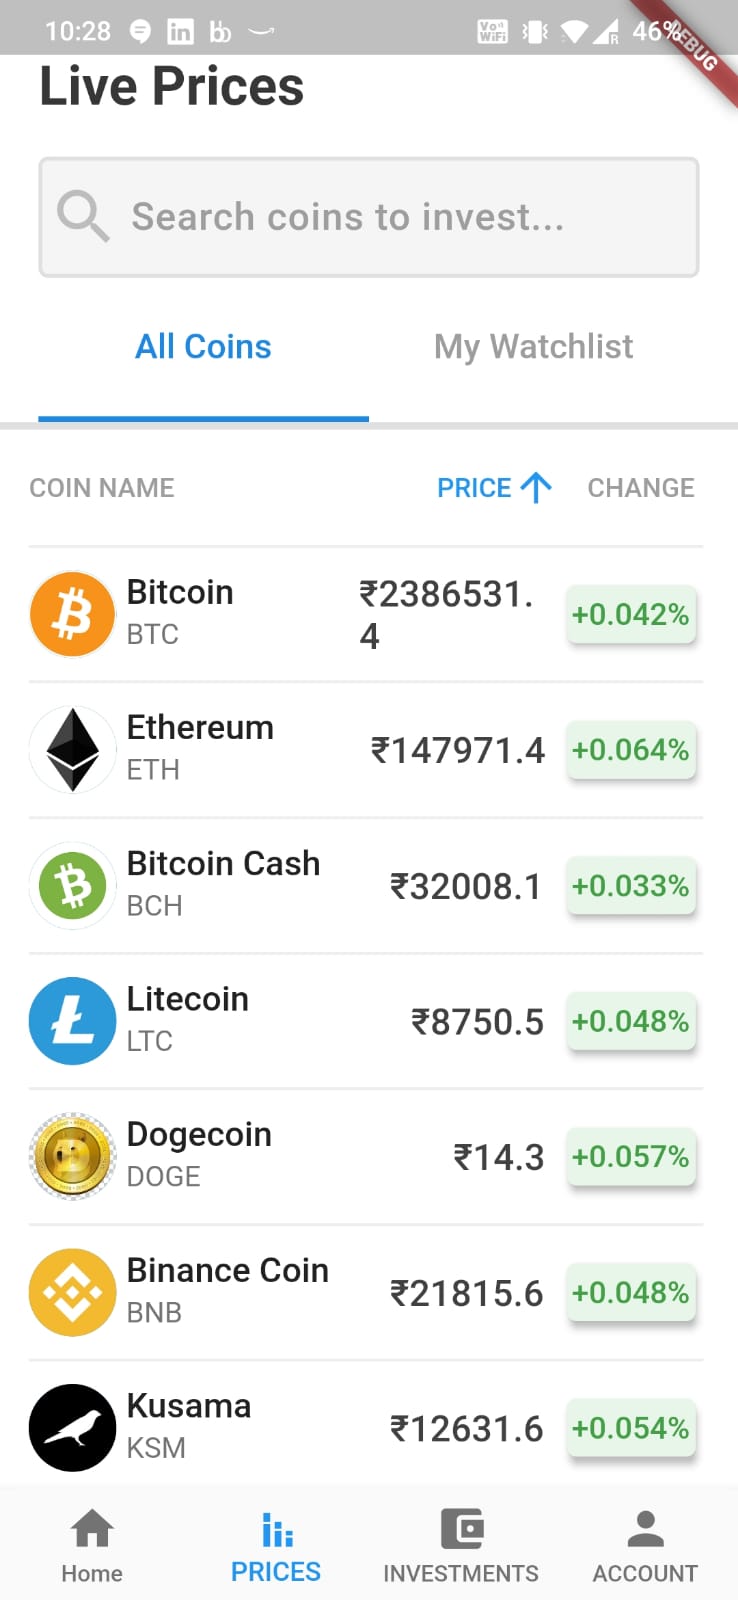 10:28
Vo))
WiFi
R
46%
DEBUG
Live Prices
Search coins to invest...
All Coins
My Watchlist
COIN NAME
PRICE
CHANGE
Bitcoin
BTC
₹2386531.
4
+0.042%
Ethereum
ETH
₹147971.4
+0.064%
Bitcoin Cash
BCH
₹32008.1
+0.033%
Litecoin
LTC
₹8750.5
+0.048%
Dogecoin
DOGE
₹14.3
+0.057%
Binance Coin
BNB
₹21815.6
+0.048%
Kusama
KSM
₹12631.6
+0.054%
Home
PRICES
INVESTMENTS
ACCOUNT